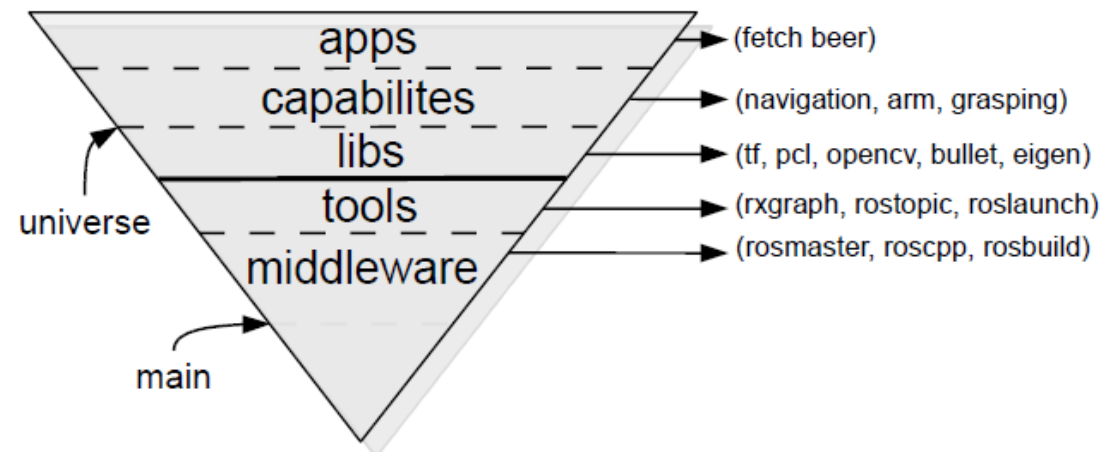 apps
(fetch beer)
capabilites
(navigation, arm, grasping)
libs
(tf, pcl, opencv, bullet, eigen)
universe
tools
(rxgraph, rostopic, roslaunch)
middleware
(rosmaster, roscpp, rosbuild)
main